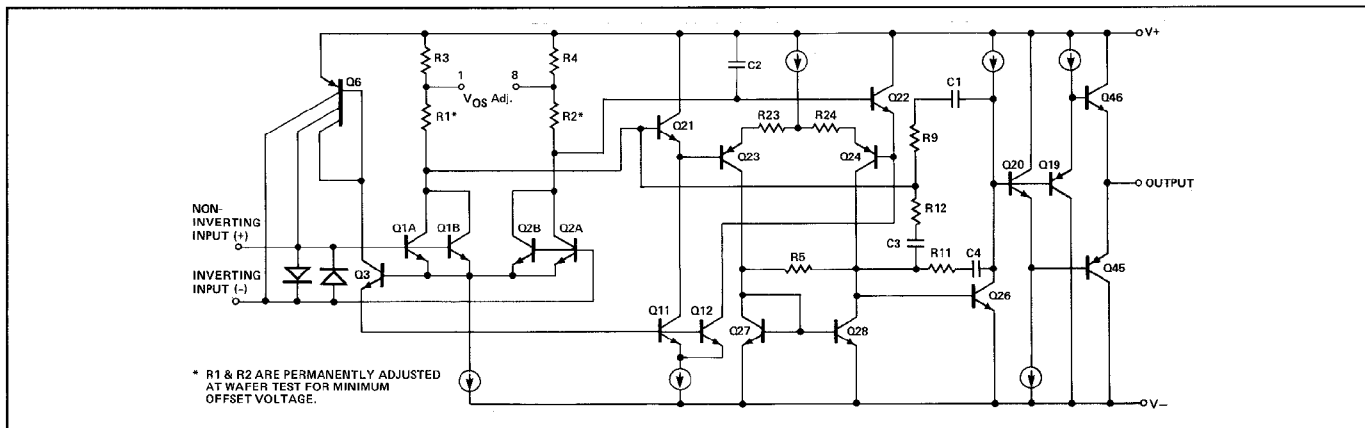 V+
R3
R4
1
8
VOS Adj.
C2
C1
Q6
R1*
R2*
Q21
Q22
Q46
R23
R24
R9
Q23
Q24
Q20
Q19
OUTPUT
R12
NON-
INVERTING
INPUT (+)
Q1A
Q1B
Q2B
Q2A
C3
R11
C4
R5
Q45
INVERTING
INPUT (-)
Q3
Q26
Q11
Q12
Q27
Q28
* R1 & R2 ARE PERMANENTLY ADJUSTED
AT WAFER TEST FOR MINIMUM
OFFSET VOLTAGE.
V−